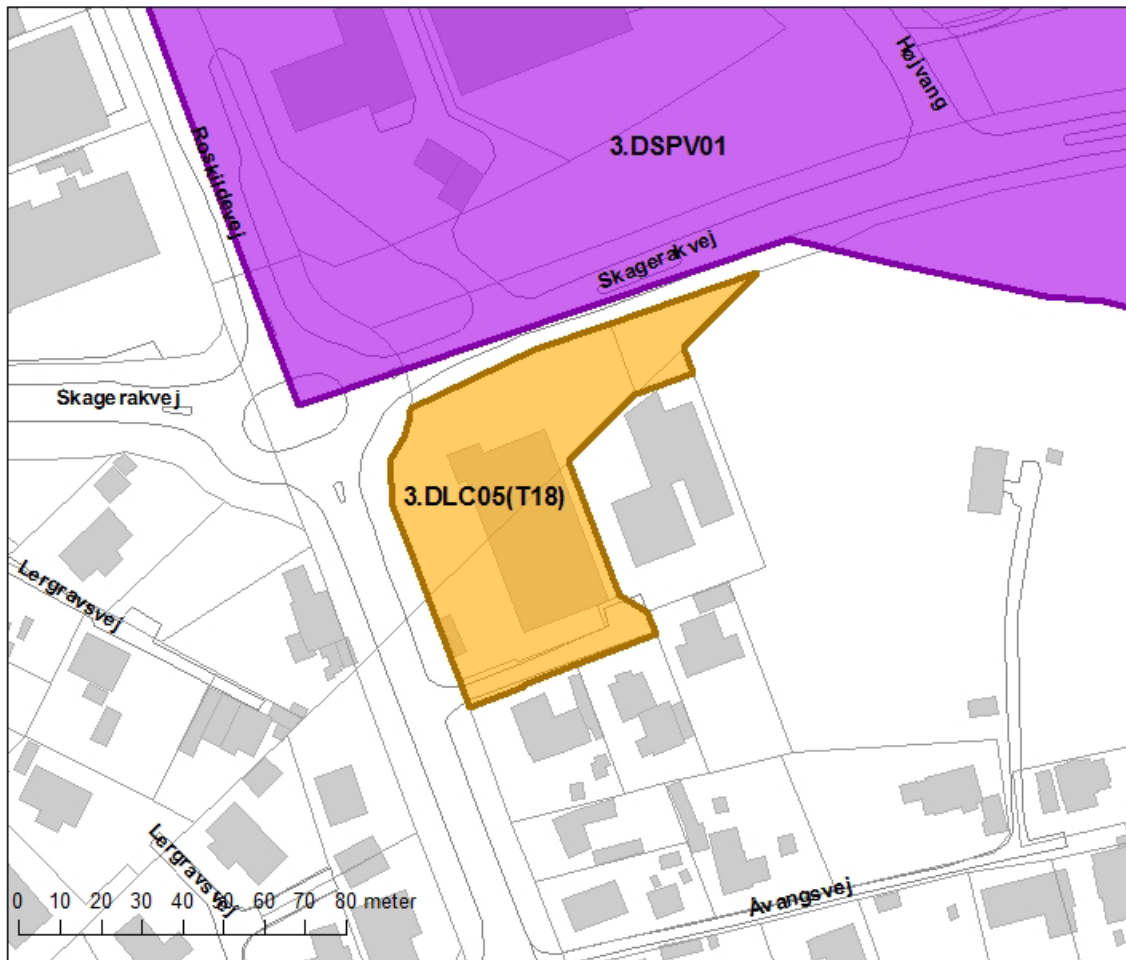 Højvang
3.DSPV01
Roskildevej
Skagerakvej
Skagerakvej
3.DLC05(T18)
Lergravsvej
Lergravsvej
0 10 20 30 40 50 60 70 80 meter
Åvangsvej